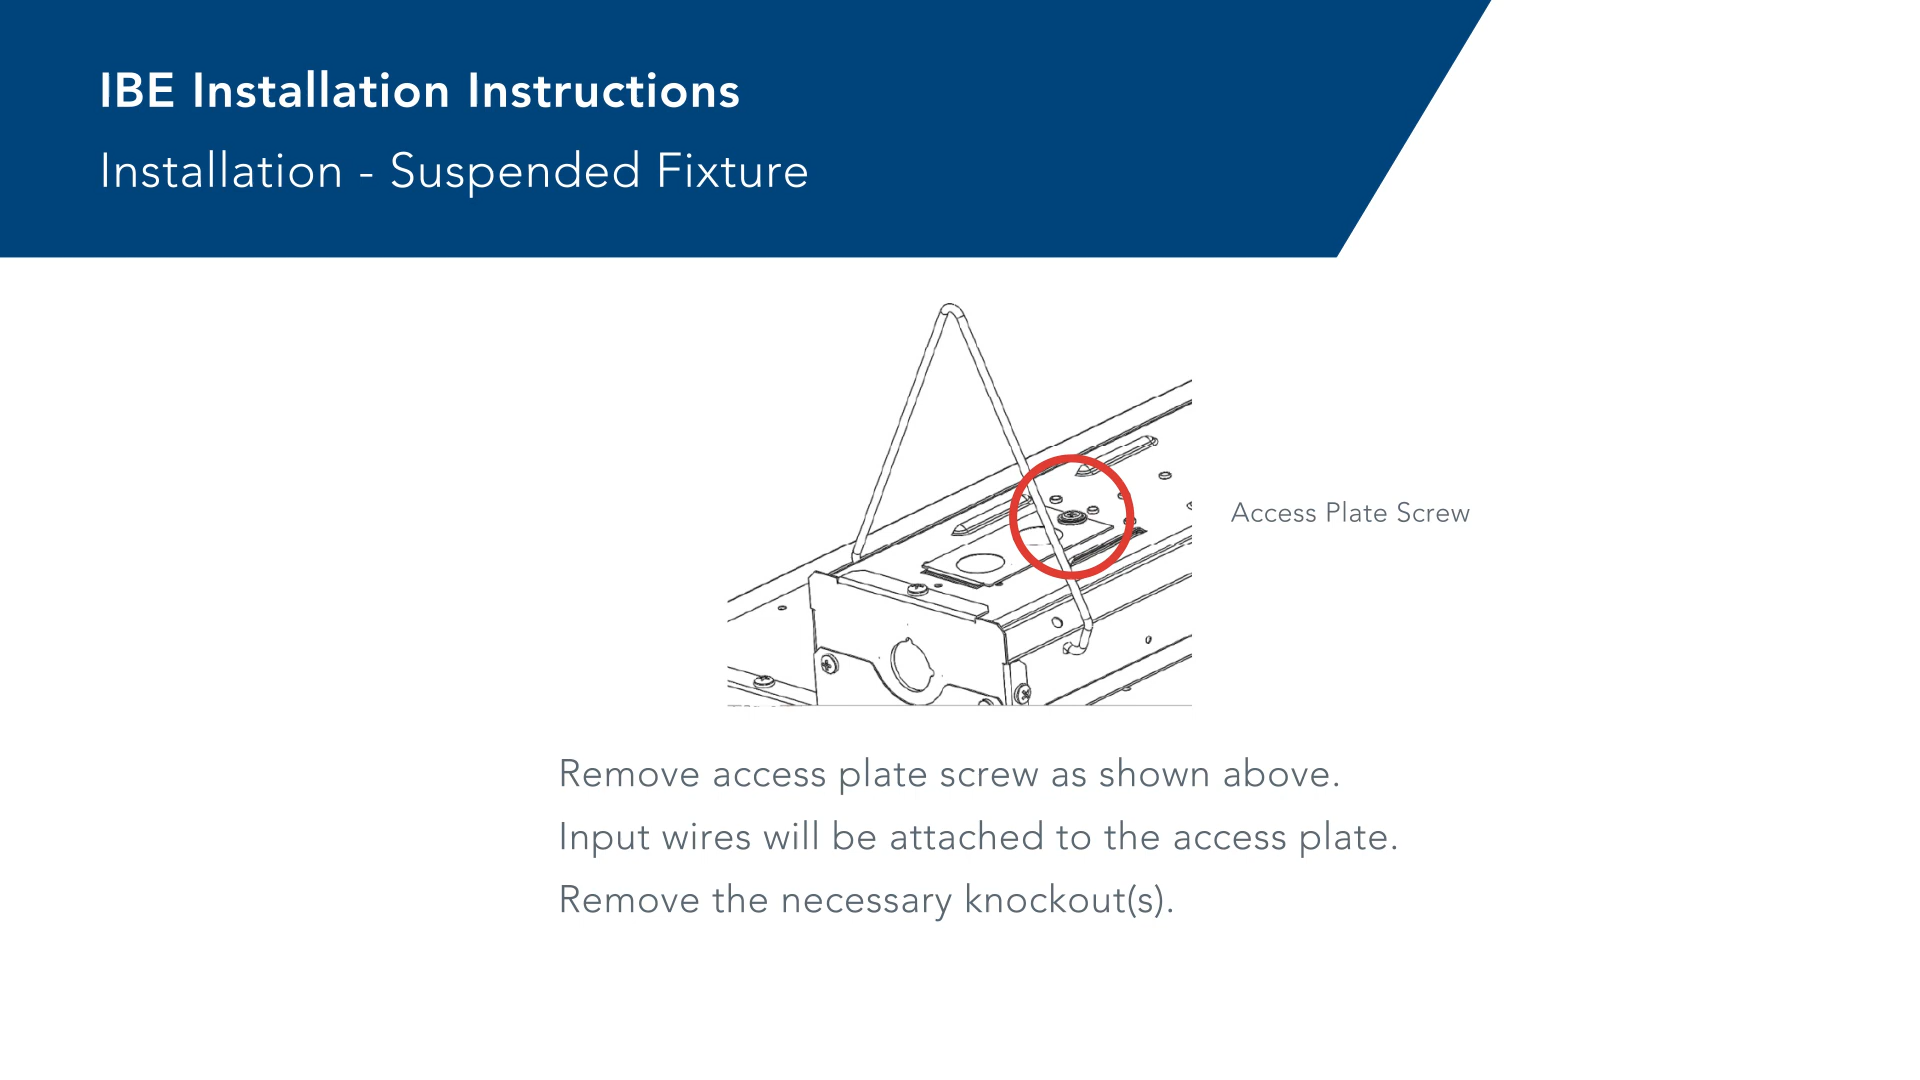 IBE Installation Instructions
Installation - Suspended Fixture
Access Plate Screw
Remove access plate screw as shown above.
Input wires will be attached to the access plate.
Remove the necessary knockout(s).